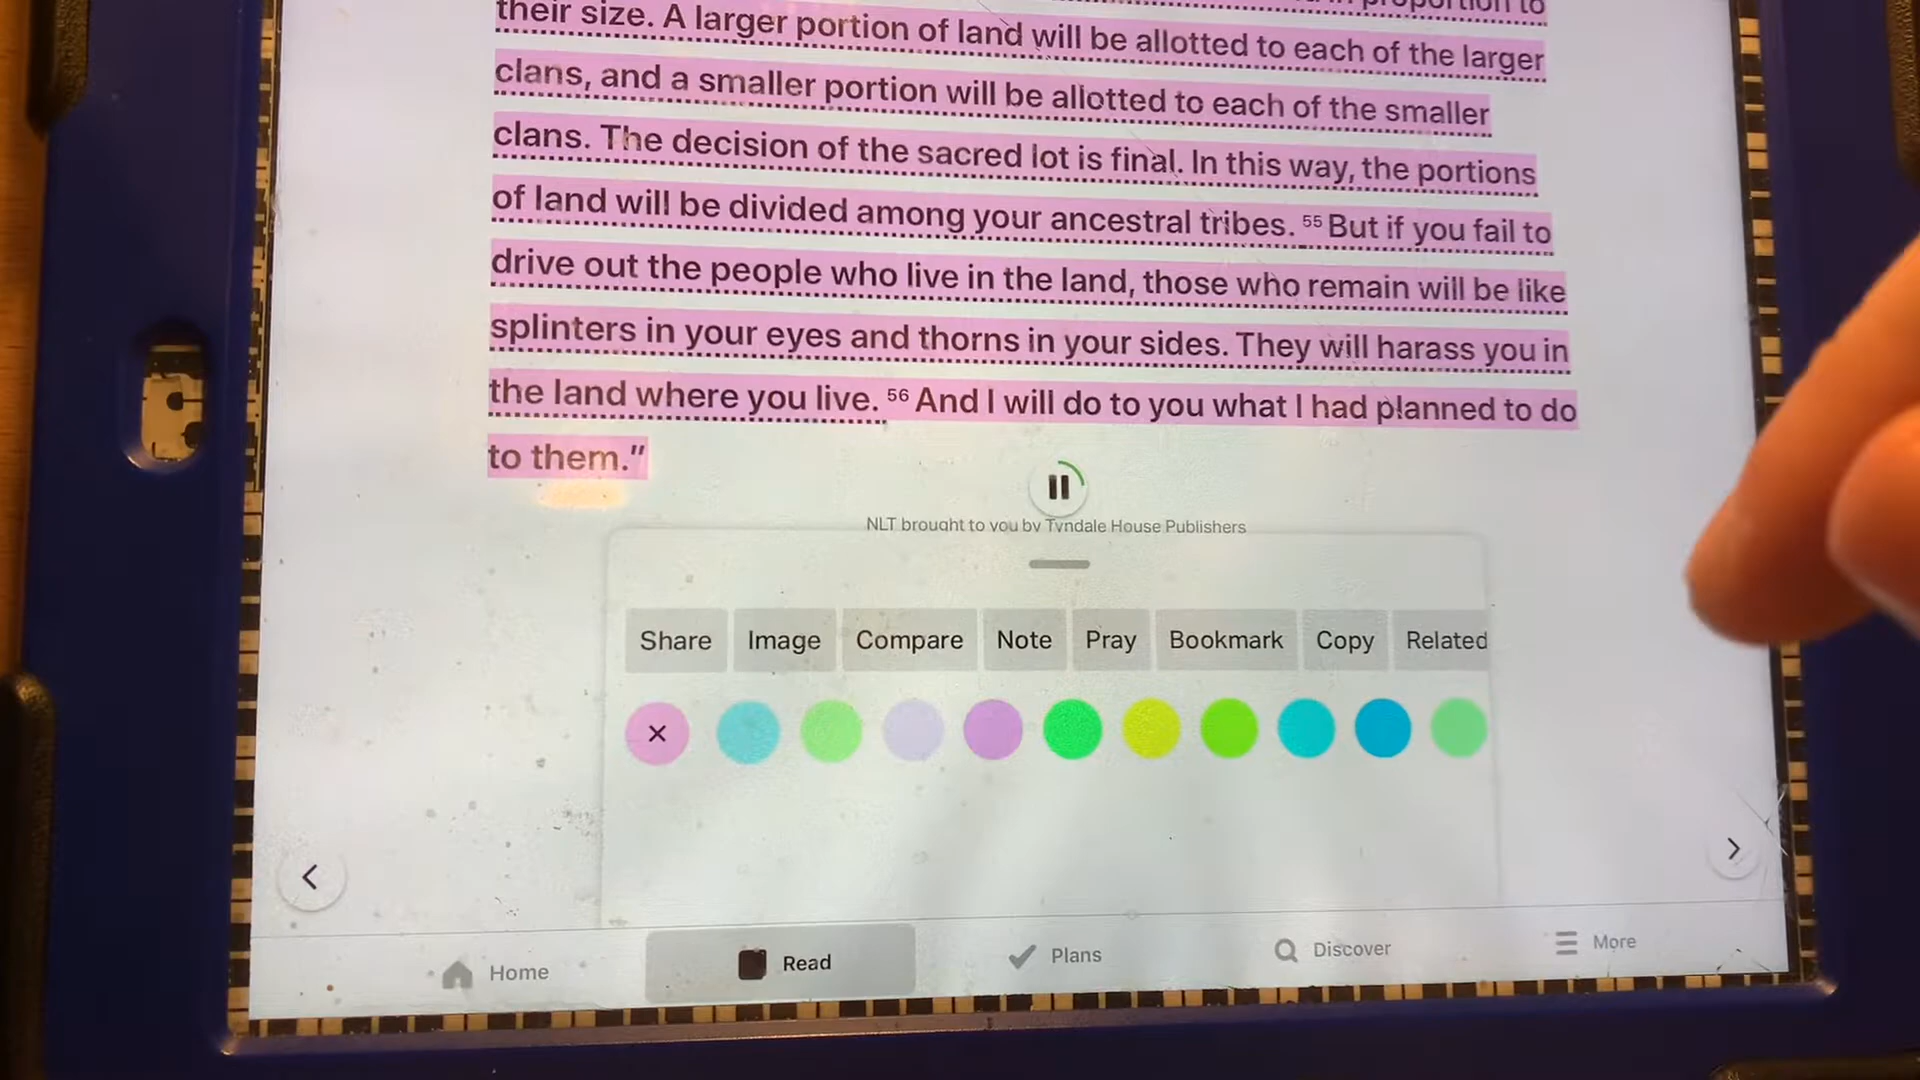 proportion to
their size. A larger portion of land will be allotted to each of the larger
clans, and a smaller portion will be allotted to each of the smaller
clans. The decision of the sacred lot is final. In this way, the portions
of land will be divided among your ancestral tribes. 55 But if you fail to
drive out the people who live in the land, those who remain will be like
splinters in your eyes and thorns in your sides. They will harass you in
the land where you live. 56 And I will do to you what I had planned to do
to them.”
NLT brought to you by Tyndale House Publishers
Share Image Compare Note Pray Bookmark Copy Related
Home Read Plans Discover More